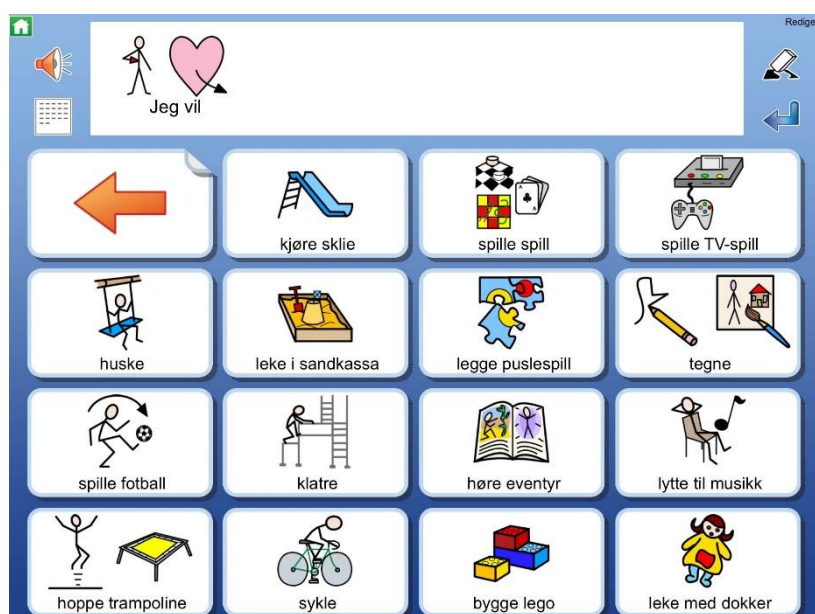 Redige
Jeg vil
kjøre sklie
spille spill
spille TV-spill
huske
leke i sandkassa
legge puslespill
tegne
spille fotball
klatre
høre eventyr
lytte til musikk
hoppe trampoline
sykle
bygge lego
leke med dokker